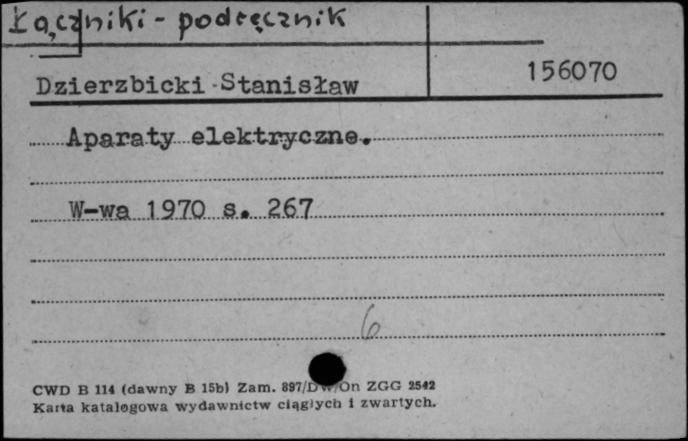 Łączniki - podręcznik
Dzierzbicki Stanisław 156070
Aparaty elektryczne.
W-wa 1970 s. 267
6
CWD B 114 (dawny B 15b) Zam. 897/DW/On ZGG 2542
Karta katalogowa wydawnictw ciągłych i zwartych.